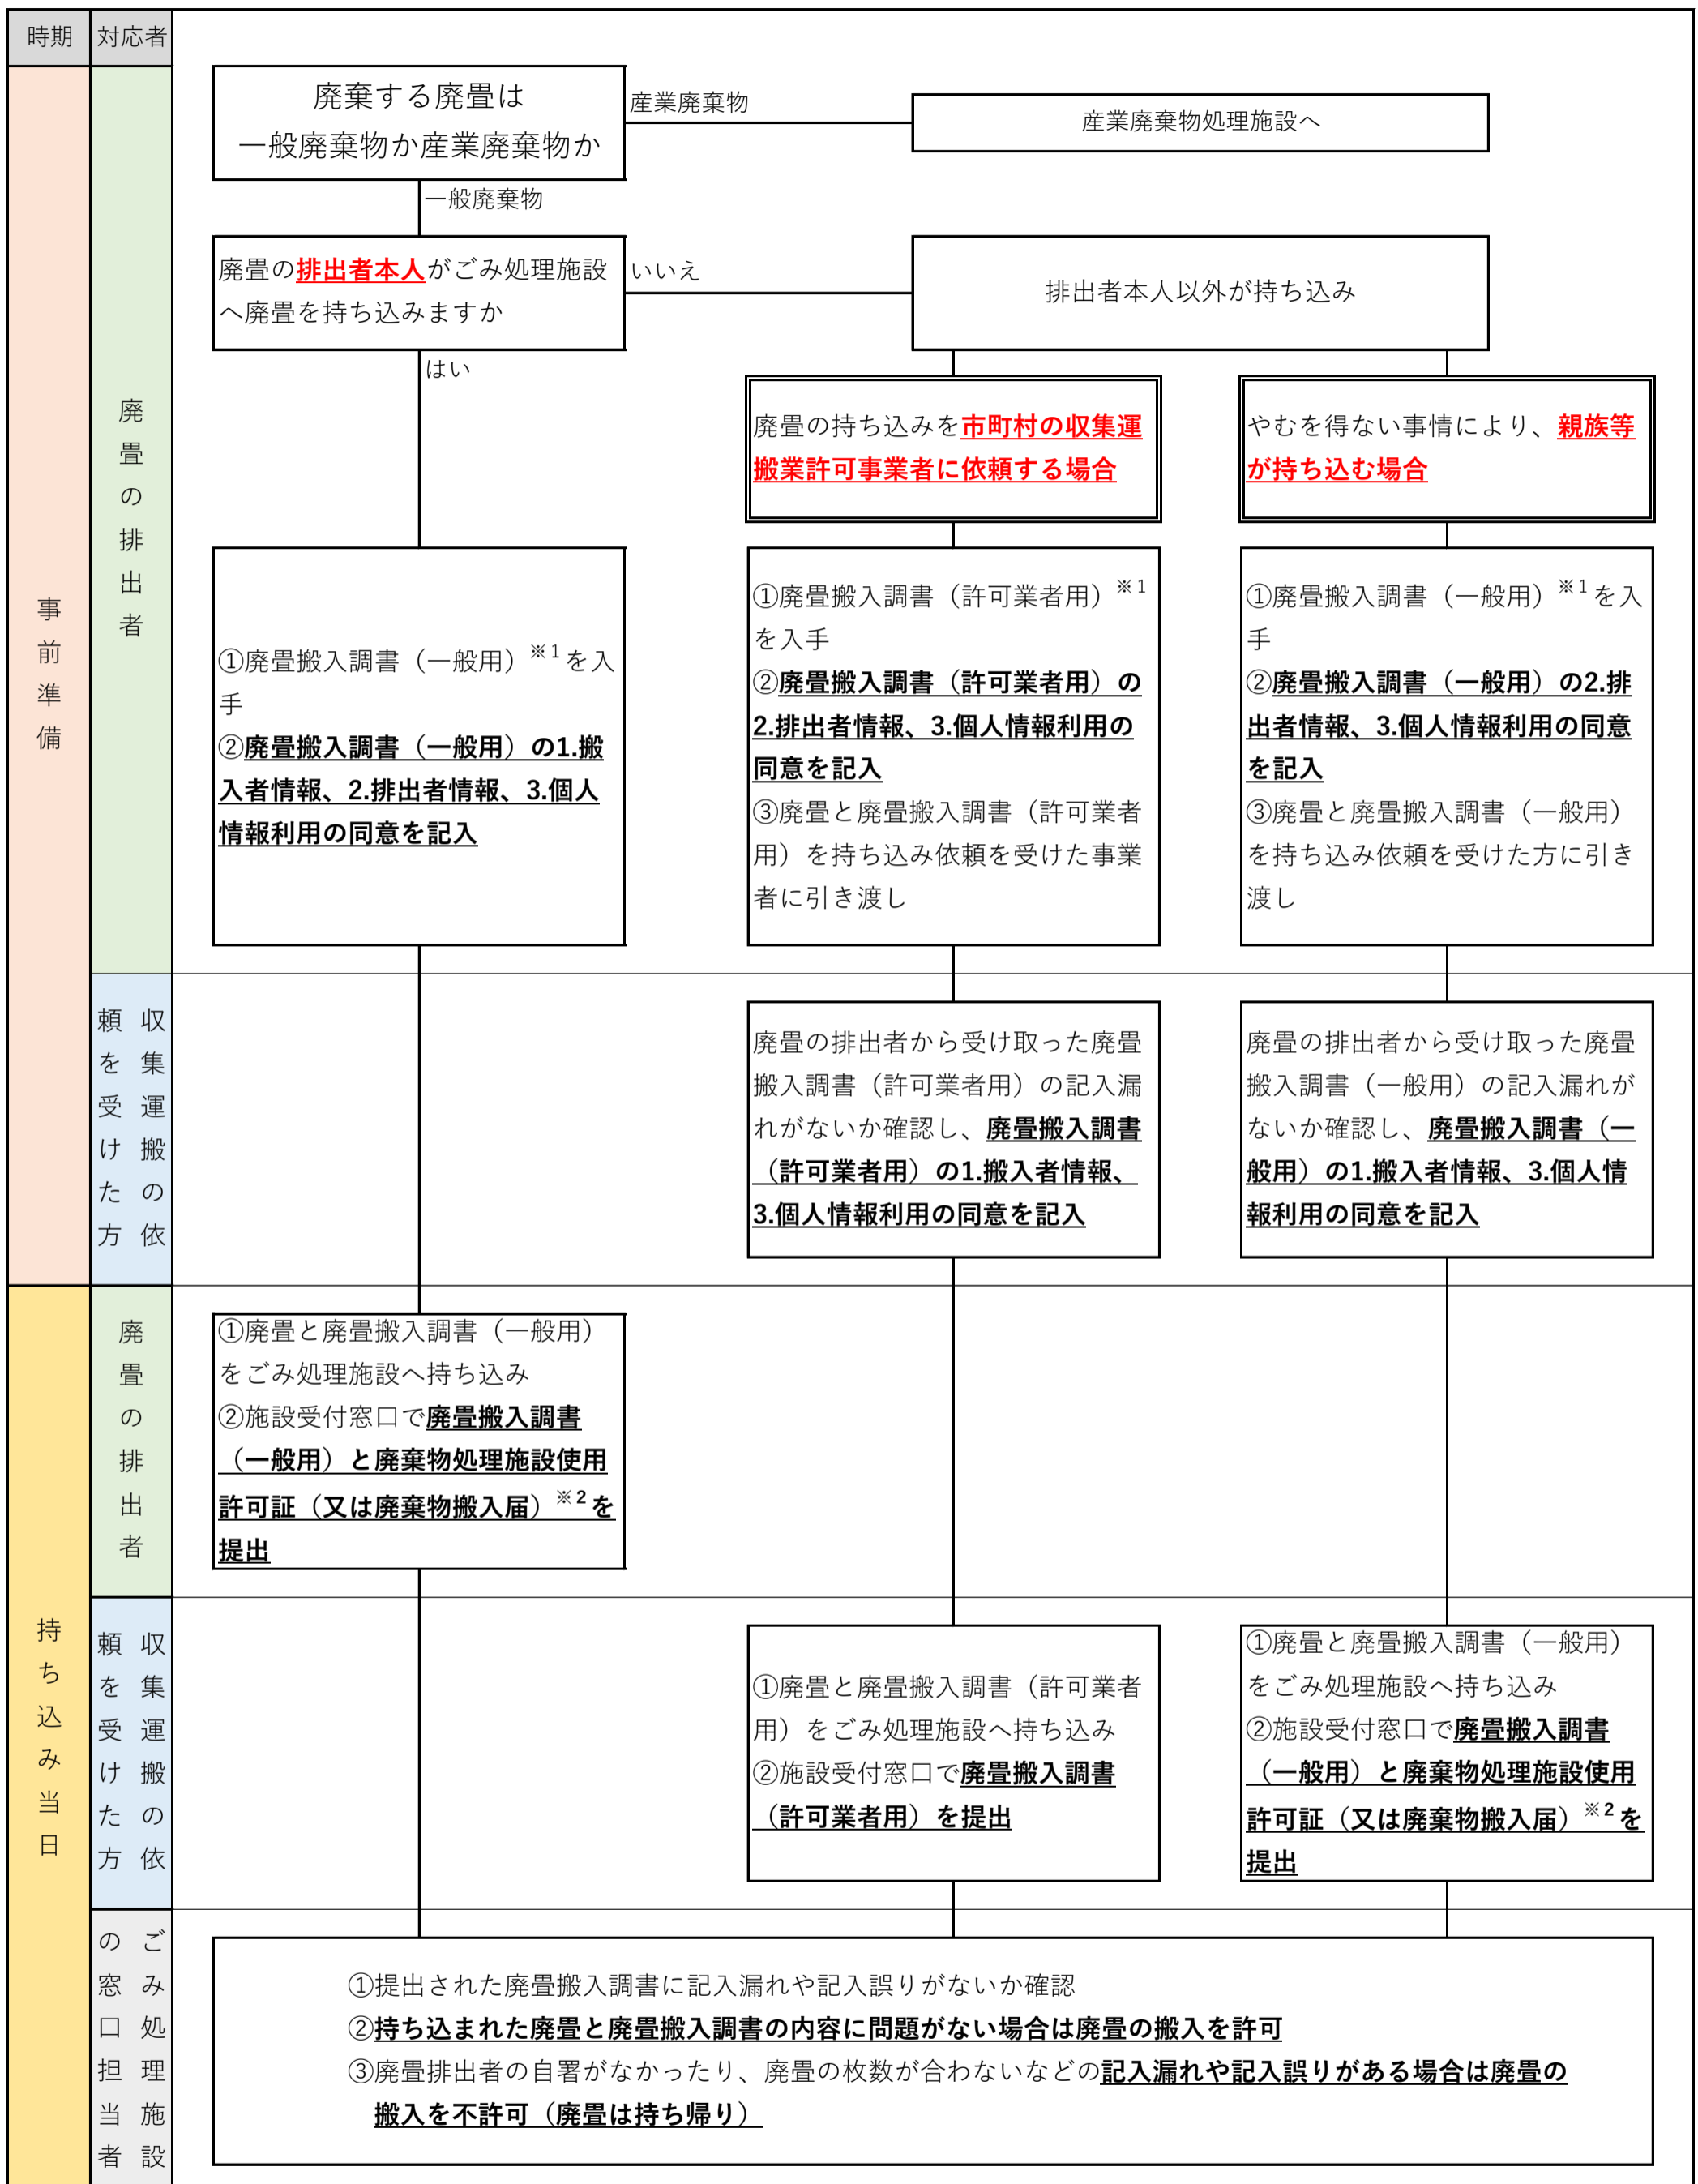 時期
対応者
事前準備
廃畳の排出者
廃棄する廃畳は
一般廃棄物か産業廃棄物か
産業廃棄物
産業廃棄物処理施設へ
一般廃棄物
廃畳の排出者本人がごみ処理施設
へ廃畳を持ち込みますか
いいえ
排出者本人以外が持ち込み
はい
廃畳の持ち込みを市町村の収集運
搬業許可事業者に依頼する場合
やむを得ない事情により、親族等
が持ち込む場合
①廃畳搬入調書（一般用）※1を入
手
②廃畳搬入調書（一般用）の1.搬
入者情報、2.排出者情報、3.個人
情報利用の同意を記入
①廃畳搬入調書（許可業者用）※1
を入手
②廃畳搬入調書（許可業者用）の
2.排出者情報、3.個人情報利用の
同意を記入
③廃畳と廃畳搬入調書（許可業者
用）を持ち込み依頼を受けた事業
者に引き渡し
①廃畳搬入調書（一般用）※1を入
手
②廃畳搬入調書（一般用）の2.排
出者情報、3.個人情報利用の同意
を記入
③廃畳と廃畳搬入調書（一般用）
を持ち込み依頼を受けた方に引き
渡し
収集運搬の依
頼を受けた方
廃畳の排出者から受け取った廃畳
搬入調書（許可業者用）の記入漏
れがないか確認し、廃畳搬入調書
（許可業者用）の1.搬入者情報、
3.個人情報利用の同意を記入
廃畳の排出者から受け取った廃畳
搬入調書（一般用）の記入漏れが
ないか確認し、廃畳搬入調書（一
般用）の1.搬入者情報、3.個人情
報利用の同意を記入
持ち込み当日
廃畳の排出者
①廃畳と廃畳搬入調書（一般用）
をごみ処理施設へ持ち込み
②施設受付窓口で廃畳搬入調書
（一般用）と廃棄物処理施設使用
許可証（又は廃棄物搬入届）※2を
提出
収集運搬の依
頼を受けた方
①廃畳と廃畳搬入調書（許可業者
用）をごみ処理施設へ持ち込み
②施設受付窓口で廃畳搬入調書
（許可業者用）を提出
①廃畳と廃畳搬入調書（一般用）
をごみ処理施設へ持ち込み
②施設受付窓口で廃畳搬入調書
（一般用）と廃棄物処理施設使用
許可証（又は廃棄物搬入届）※2を
提出
ごみ処理施設
の窓口担当者
①提出された廃畳搬入調書に記入漏れや記入誤りがないか確認
②持ち込まれた廃畳と廃畳搬入調書の内容に問題がない場合は廃畳の搬入を許可
③廃畳排出者の自署がなかったり、廃畳の枚数が合わないなどの記入漏れや記入誤りがある場合は廃畳の
搬入を不許可（廃畳は持ち帰り）